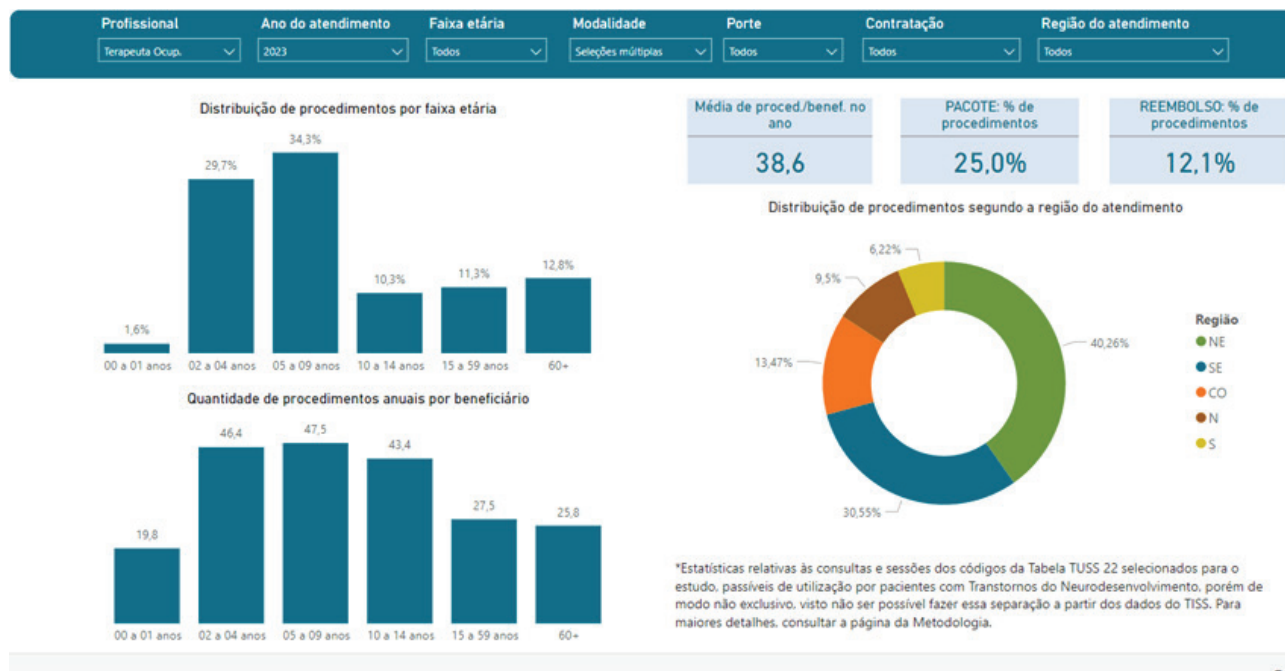 Profissional
Ano do atendimento
Faixa etária
Modalidade
Porte
Contratação
Região do atendimento
Terapeuta Ocup.
2023
Todos
Seleções múltiplas
Todos
Todos
Todos
Distribuição de procedimentos por faixa etária
34,3%
29,7%
10,3%
11,3%
12,8%
1,6%
00 a 01 anos
02 a 04 anos
05 a 09 anos
10 a 14 anos
15 a 59 anos
60+
Quantidade de procedimentos anuais por beneficiário
19,8
46,4
47,5
43,4
27,5
25,8
00 a 01 anos
02 a 04 anos
05 a 09 anos
10 a 14 anos
15 a 59 anos
60+
Média de proced./benef. no
ano
38,6
PACOTE: % de
procedimentos
25,0%
REEMBOLSO: % de
procedimentos
12,1%
Distribuição de procedimentos segundo a região do atendimento
6,22%
9,5%
13,47%
30,55%
40,26%
Região
NE
SE
CO
N
S
*Estatísticas relativas às consultas e sessões dos códigos da Tabela TUSS 22 selecionados para o
estudo, passíveis de utilização por pacientes com Transtornos do Neurodesenvolvimento, porém de
modo não exclusivo, visto não ser possível fazer essa separação a partir dos dados do TISS. Para
maiores detalhes, consultar a página da Metodologia.